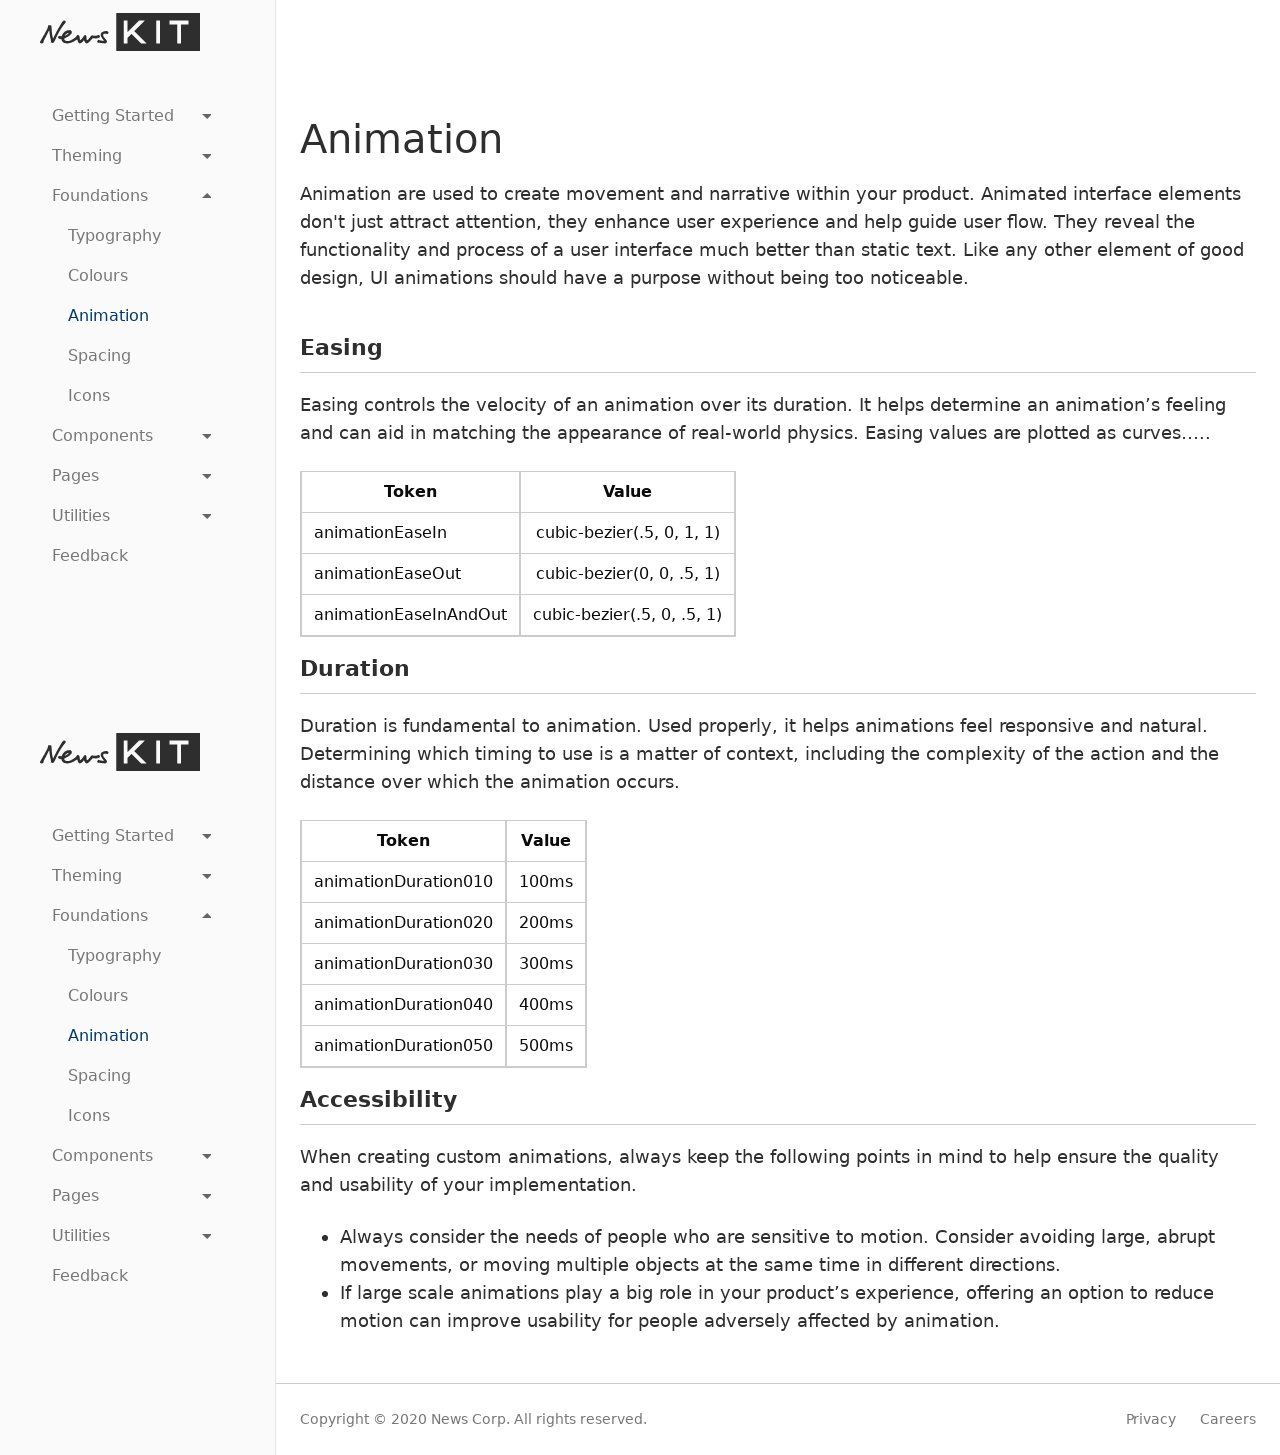 News KIT
Getting Started
Theming
Foundations
Typography
Colours
Animation
Spacing
Icons
Components
Pages
Utilities
Feedback
News KIT
Getting Started
Theming
Foundations
Typography
Colours
Animation
Spacing
Icons
Components
Pages
Utilities
Feedback
Animation
Animation are used to create movement and narrative within your product. Animated interface elements
don't just attract attention, they enhance user experience and help guide user flow. They reveal the
functionality and process of a user interface much better than static text. Like any other element of good
design, UI animations should have a purpose without being too noticeable.
Easing
Easing controls the velocity of an animation over its duration. It helps determine an animation’s feeling
and can aid in matching the appearance of real-world physics. Easing values are plotted as curves.....
Token Value
animationEaseIn cubic-bezier(.5, 0, 1, 1)
animationEaseOut cubic-bezier(0, 0, .5, 1)
animationEaseInAndOut cubic-bezier(.5, 0, .5, 1)
Duration
Duration is fundamental to animation. Used properly, it helps animations feel responsive and natural.
Determining which timing to use is a matter of context, including the complexity of the action and the
distance over which the animation occurs.
Token Value
animationDuration010 100ms
animationDuration020 200ms
animationDuration030 300ms
animationDuration040 400ms
animationDuration050 500ms
Accessibility
When creating custom animations, always keep the following points in mind to help ensure the quality
and usability of your implementation.
• Always consider the needs of people who are sensitive to motion. Consider avoiding large, abrupt
movements, or moving multiple objects at the same time in different directions.
• If large scale animations play a big role in your product’s experience, offering an option to reduce
motion can improve usability for people adversely affected by animation.
Copyright © 2020 News Corp. All rights reserved.
Privacy Careers